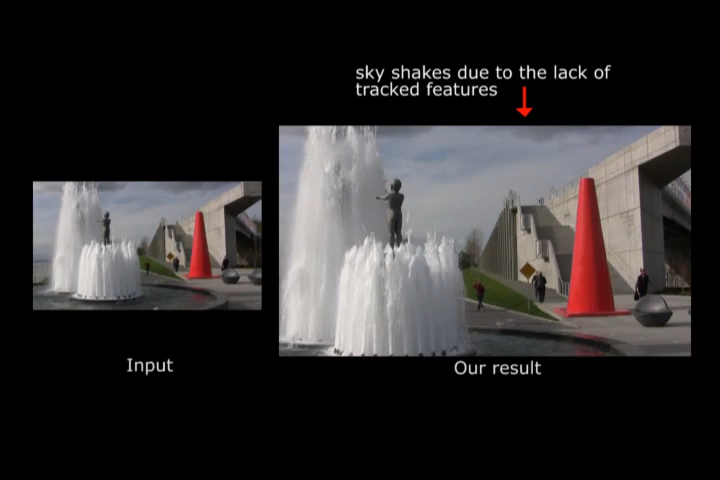 sky shakes due to the lack of
tracked features
Input
Our result